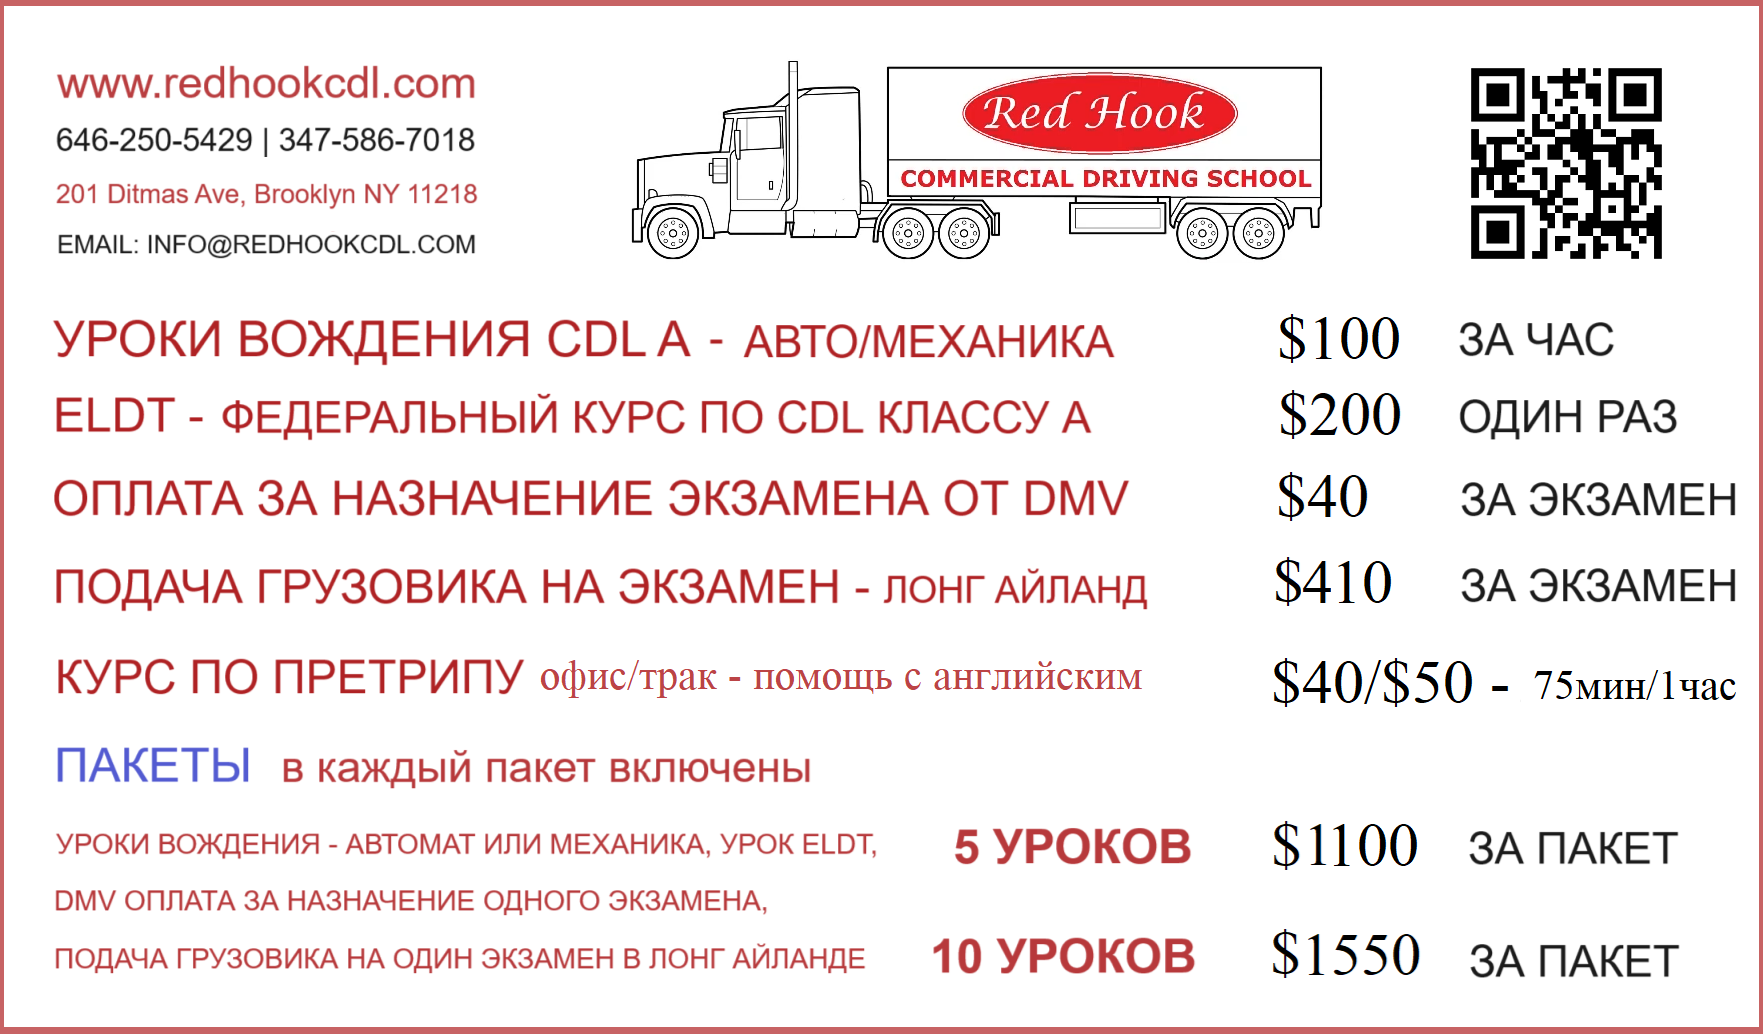 www.redhookcdl.com
646-250-5429 | 347-586-7018
201 Ditmas Ave, Brooklyn NY 11218
EMAIL: INFO@REDHOOKCDL.COM
Red Hook
COMMERCIAL DRIVING SCHOOL
УРОКИ ВОЖДЕНИЯ CDL A - АВТО/МЕХАНИКА $100 ЗА ЧАС
ELDT - ФЕДЕРАЛЬНЫЙ КУРС ПО CDL КЛАССУ А $200 ОДИН РАЗ
ОПЛАТА ЗА НАЗНАЧЕНИЕ ЭКЗАМЕНА ОТ DMV $40 ЗА ЭКЗАМЕН
ПОДАЧА ГРУЗОВИКА НА ЭКЗАМЕН - ЛОНГ АЙЛАНД $410 ЗА ЭКЗАМЕН
КУРС ПО ПРЕТРИПУ офис/трак - помощь с английским $40/$50 - 75мин/1час
ПАКЕТЫ в каждый пакет включены
УРОКИ ВОЖДЕНИЯ - АВТОМАТ ИЛИ МЕХАНИКА, УРОК ELDT, 5 УРОКОВ $1100 ЗА ПАКЕТ
DMV ОПЛАТА ЗА НАЗНАЧЕНИЕ ОДНОГО ЭКЗАМЕНА,
ПОДАЧА ГРУЗОВИКА НА ОДИН ЭКЗАМЕН В ЛОНГ АЙЛАНДЕ 10 УРОКОВ $1550 ЗА ПАКЕТ